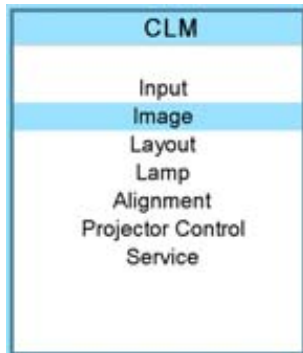 CLM
Input
Image
Layout
Lamp
Alignment
Projector Control
Service